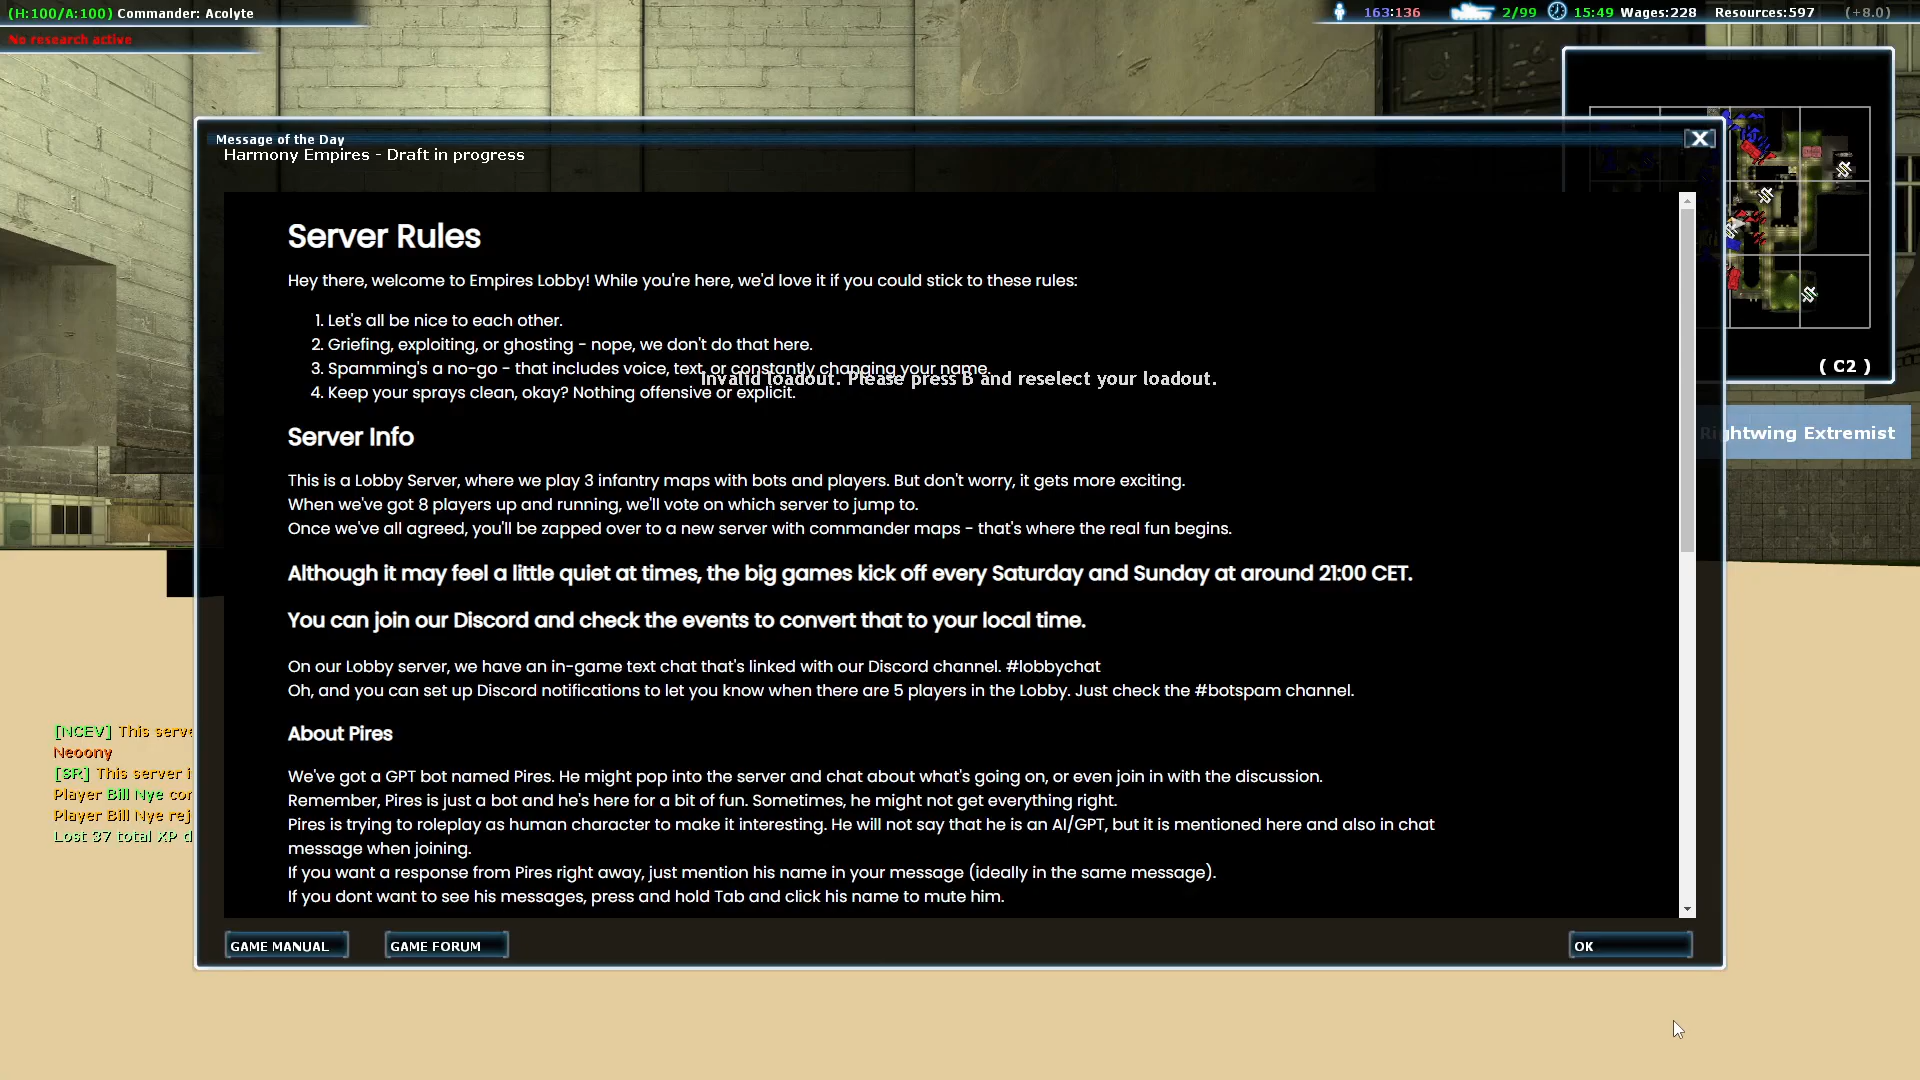 (H:100/A:100) Commander: Acolyte
163:136 2/99 15:49 Wages:228 Resources:597 (+8.0)
No research active
Message of the Day
X
Harmony Empires - Draft in progress
Server Rules
Hey there, welcome to Empires Lobby! While you're here, we'd love it if you could stick to these rules:
1. Let's all be nice to each other.
2. Griefing, exploiting, or ghosting – nope, we don't do that here.
3. Spamming's a no-go – that includes voice, text, or constantly changing your name.
Invalid loadout. Please press B and reselect your loadout.
4. Keep your sprays clean, okay? Nothing offensive or explicit.
( C2 )
Rightwing Extremist
Server Info
This is a Lobby Server, where we play 3 infantry maps with bots and players. But don't worry, it gets more exciting.
When we've got 8 players up and running, we'll vote on which server to jump to.
Once we've all agreed, you'll be zapped over to a new server with commander maps – that's where the real fun begins.
Although it may feel a little quiet at times, the big games kick off every Saturday and Sunday at around 21:00 CET.
You can join our Discord and check the events to convert that to your local time.
On our Lobby server, we have an in-game text chat that's linked with our Discord channel. #lobbychat
Oh, and you can set up Discord notifications to let you know when there are 5 players in the Lobby. Just check the #botspam channel.
About Pires
We've got a GPT bot named Pires. He might pop into the server and chat about what's going on, or even join in with the discussion.
Remember, Pires is just a bot and he's here for a bit of fun. Sometimes, he might not get everything right.
Pires is trying to roleplay as human character to make it interesting. He will not say that he is an AI/GPT, but it is mentioned here and also in chat
message when joining.
If you want a response from Pires right away, just mention his name in your message (ideally in the same message).
If you dont want to see his messages, press and hold Tab and click his name to mute him.
[NCEV] This serve
Neoony
[SR] This server i
Player Bill Nye con
Player Bill Nye rej
Lost 37 total XP d
GAME MANUAL
GAME FORUM
OK